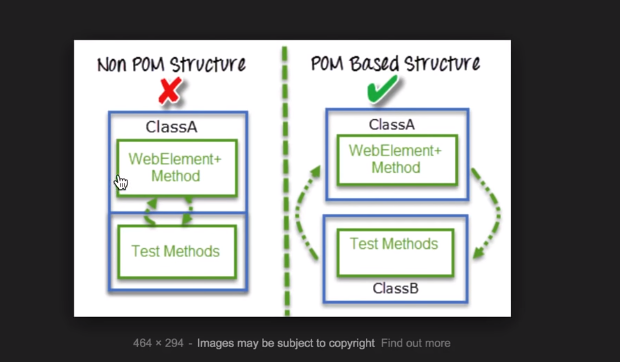 Non POM Structure
ClassA
WebElement+
Method
Test Methods
POM Based Structure
ClassA
WebElement+
Method
Test Methods
ClassB
464 × 294 - Images may be subject to copyright Find out more